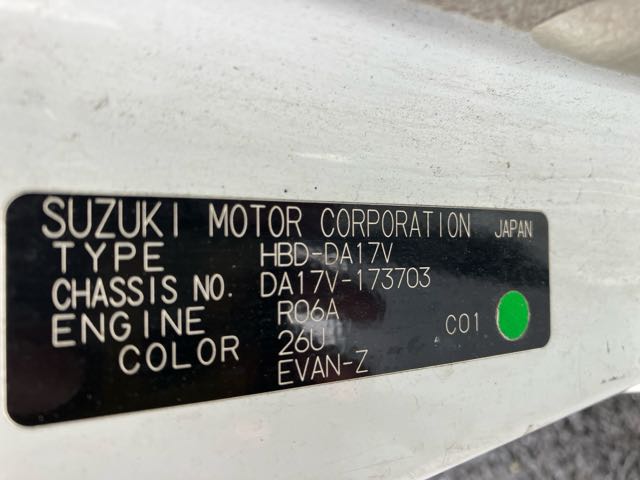 SUZUKI MOTOR CORPORATION JAPAN
TYPE HBD-DA17V
CHASSIS NO. DA17V-173703
ENGINE R06A
COLOR 26U C01
EVAN-Z